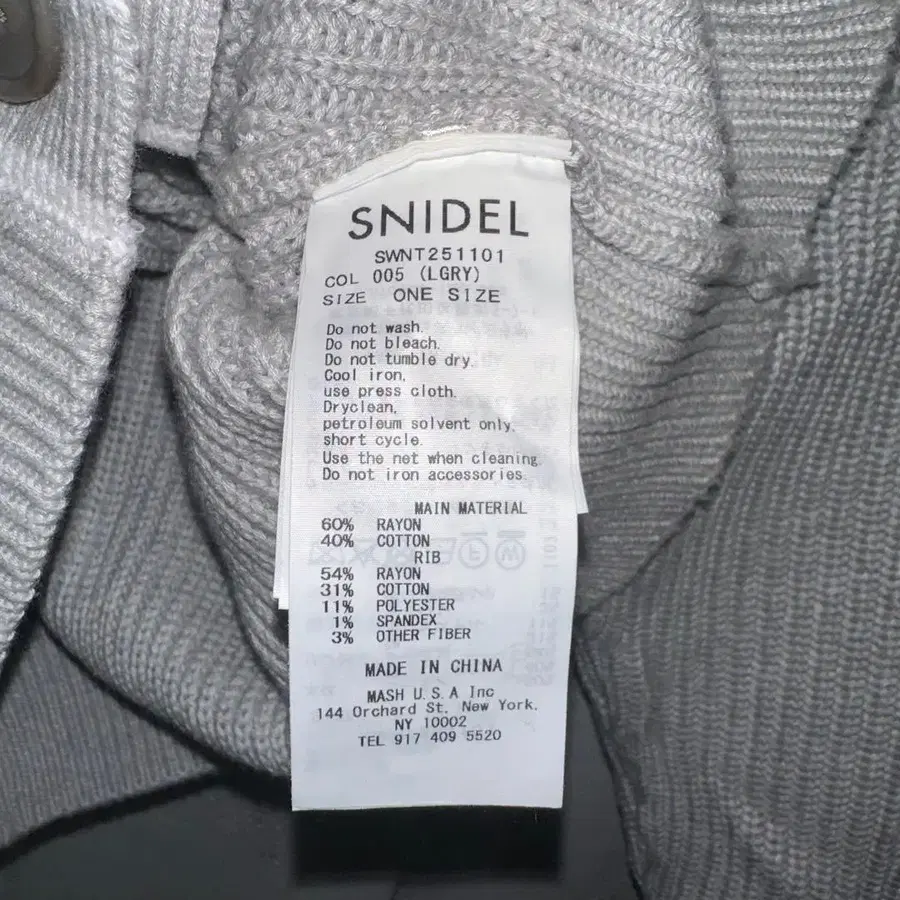 SNIDEL
SWNT251101
COL 005 (LGRY)
SIZE ONE SIZE
Do not wash.
Do not bleach.
Do not tumble dry.
Cool iron,
use press cloth.
Dryclean,
petroleum solvent only,
short cycle.
Use the net when cleaning.
Do not iron accessories.
MAIN MATERIAL
60% RAYON
40% COTTON
RIB
54% RAYON
31% COTTON
11% POLYESTER
1% SPANDEX
3% OTHER FIBER
MADE IN CHINA
MASH U.S.A Inc
144 Orchard St. New York.
NY 10002
TEL 917 409 5520